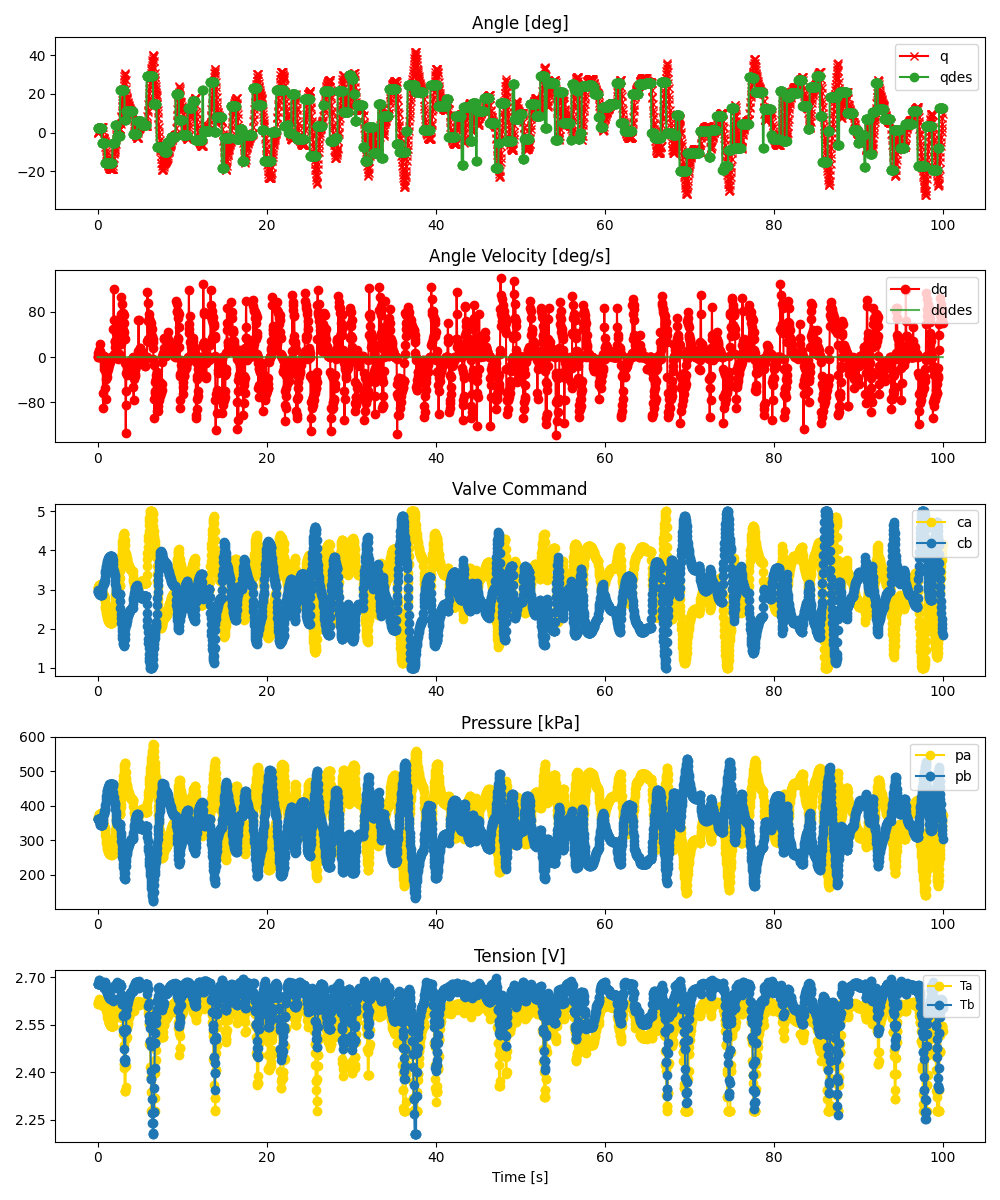 Angle [deg]
40
20
0
−20
q
qdes
0 20 40 60 80 100
Angle Velocity [deg/s]
80
0
−80
dq
dqdes
0 20 40 60 80 100
Valve Command
5
4
3
2
1
ca
cb
0 20 40 60 80 100
Pressure [kPa]
600
500
400
300
200
pa
pb
0 20 40 60 80 100
Tension [V]
2.70
2.55
2.40
2.25
Ta
Tb
0 20 40 60 80 100
Time [s]